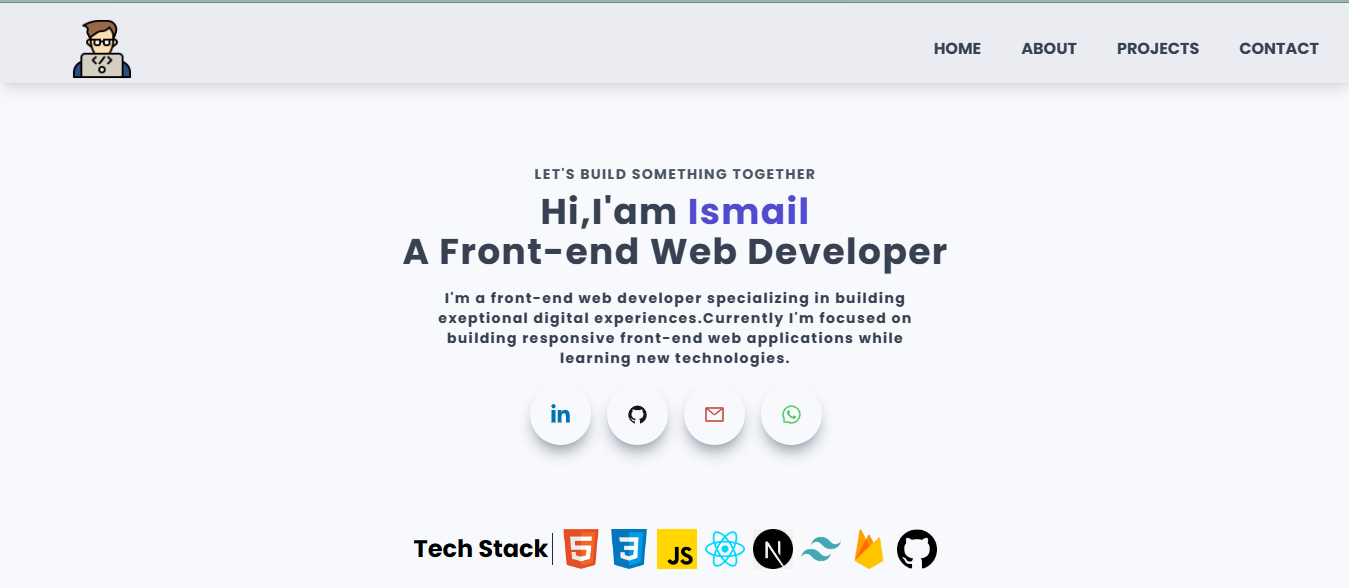 HOME ABOUT PROJECTS CONTACT
LET'S BUILD SOMETHING TOGETHER
Hi,I'am Ismail
A Front-end Web Developer
I'm a front-end web developer specializing in building
exeptional digital experiences.Currently I'm focused on
building responsive front-end web applications while
learning new technologies.
in
Tech Stack 5 3 JS N